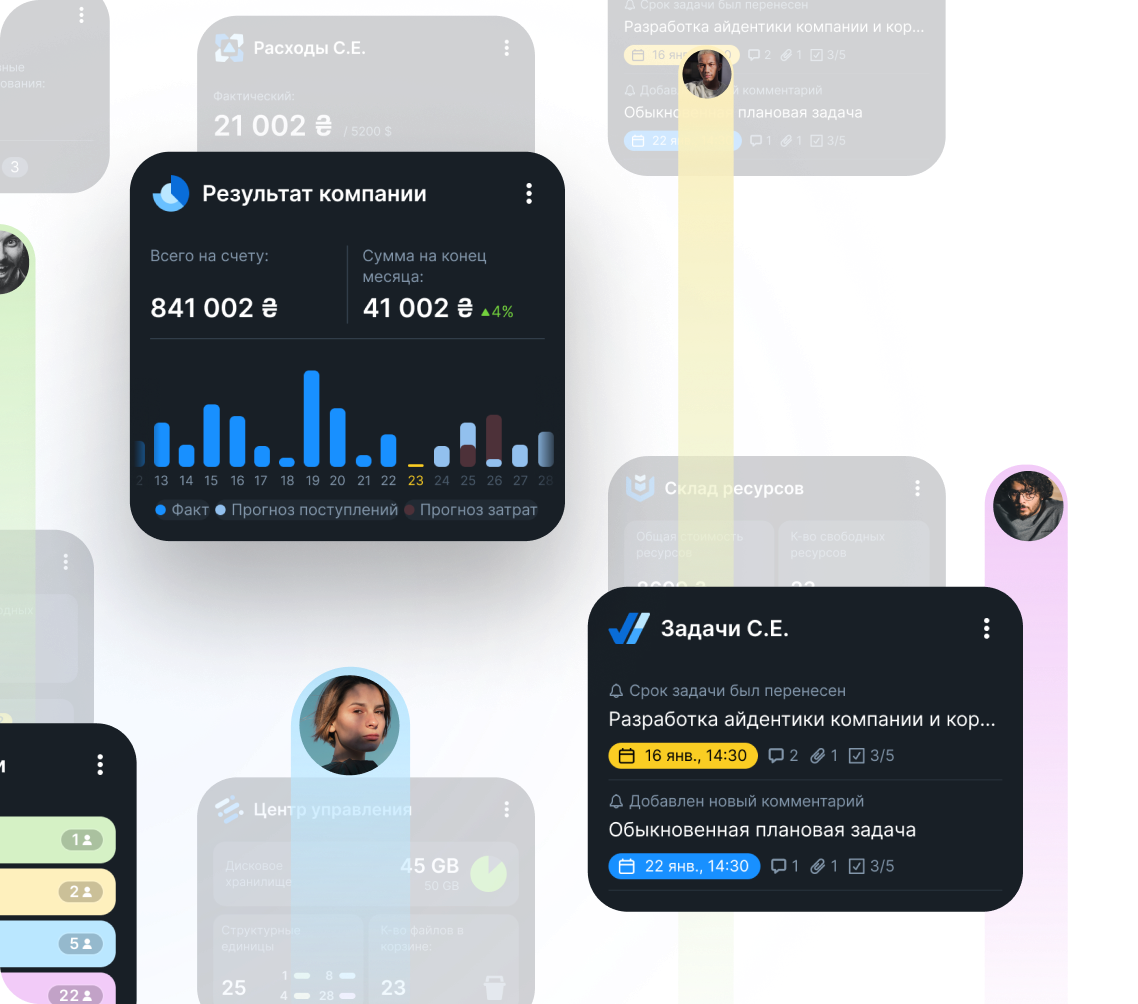 ные
ования:
3
Расходы С.Е.
Фактический:
21 002 ₴ / 5200 $
Срок задачи был перенесен
Разработка айдентики компании и кор...
16 янв 2 1 3/5
комментарий
плановая задача
22 1 1 3/5
Результат компании
Всего на счету:
841 002 ₴
Сумма на конец
месяца:
41 002 ₴ 4%
2 13 14 15 16 17 18 19 20 21 22 23 24 25 26 27 28
Факт Прогноз поступлений Прогноз затрат
Склад ресурсов
Общая стоимость
ресурсов
К-во свободных
ресурсов
Задачи С.Е.
Срок задачи был перенесен
Разработка айдентики компании и кор...
16 янв., 14:30 2 1 3/5
Добавлен новый комментарий
Обыкновенная плановая задача
22 янв., 14:30 1 1 3/5
и
1
2
5
22
Центр управления
Дисковое
хранилище
45 GB
50 GB
Структурные
единицы
25
1 8
4 28
К-во файлов в
корзине:
23